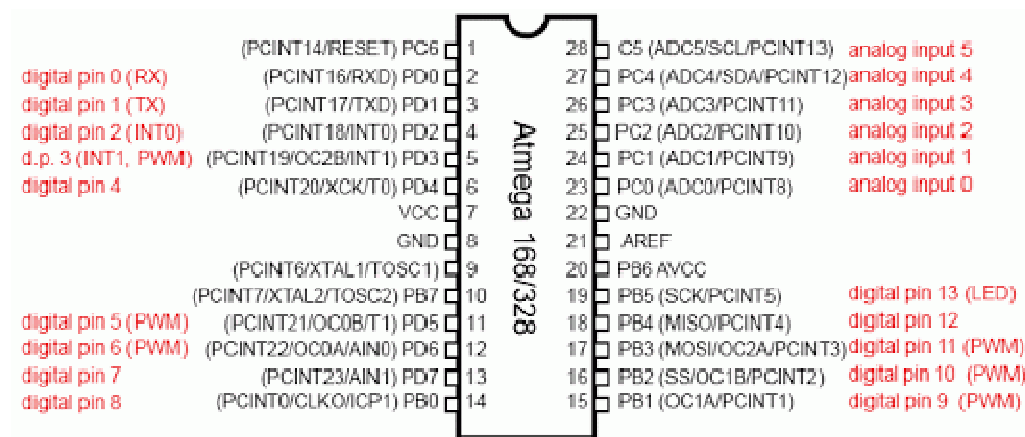 (PCINT14/RESET) PC6 1 28 C5 (ADC5/SCL/PCINT13) analog input 5
digital pin 0 (RX) (PCINT16/RXD) PD0 2 27 PC4 (ADC4/SDA/PCINT12) analog input 4
digital pin 1 (TX) (PCINT17/TXD) PD1 3 26 PC3 (ADC3/PCINT11) analog input 3
digital pin 2 (INT0) (PCINT18/INT0) PD2 4 25 PC2 (ADC2/PCINT10) analog input 2
d.p. 3 (INT1, PWM) (PCINT19/OC2B/INT1) PD3 5 24 PC1 (ADC1/PCINT9) analog input 1
digital pin 4 (PCINT20/XCK/T0) PD4 6 23 PC0 (ADC0/PCINT8) analog input 0
VCC 7 22 GND
GND 8 21 AREF
(PCINT6/XTAL1/TOSC1) 9 20 PB6 AVCC
(PCINT7/XTAL2/TOSC2) PB7 10 19 PB5 (SCK/PCINT5) digital pin 13 (LED)
digital pin 5 (PWM) (PCINT21/OC0B/T1) PD5 11 18 PB4 (MISO/PCINT4) digital pin 12
digital pin 6 (PWM) (PCINT22/OC0A/AIN0) PD6 12 17 PB3 (MOSI/OC2A/PCINT3) digital pin 11 (PWM)
digital pin 7 (PCINT23/AIN1) PD7 13 16 PB2 (SS/OC1B/PCINT2) digital pin 10 (PWM)
digital pin 8 (PCINT0/CLKO/ICP1) PB0 14 15 PB1 (OC1A/PCINT1) digital pin 9 (PWM)
Atmega 168/328